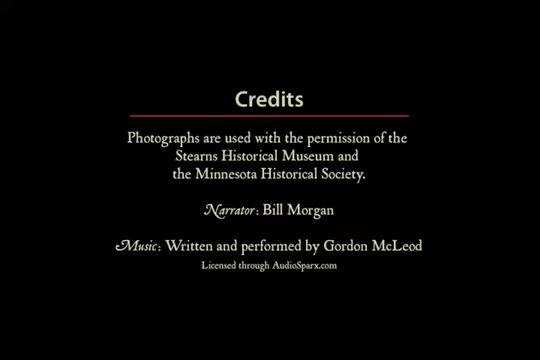 Credits
Photographs are used with the permission of the
Stearns Historical Museum and
the Minnesota Historical Society.
Narrator: Bill Morgan
Music: Written and performed by Gordon McLeod
Licensed through AudioSparx.com